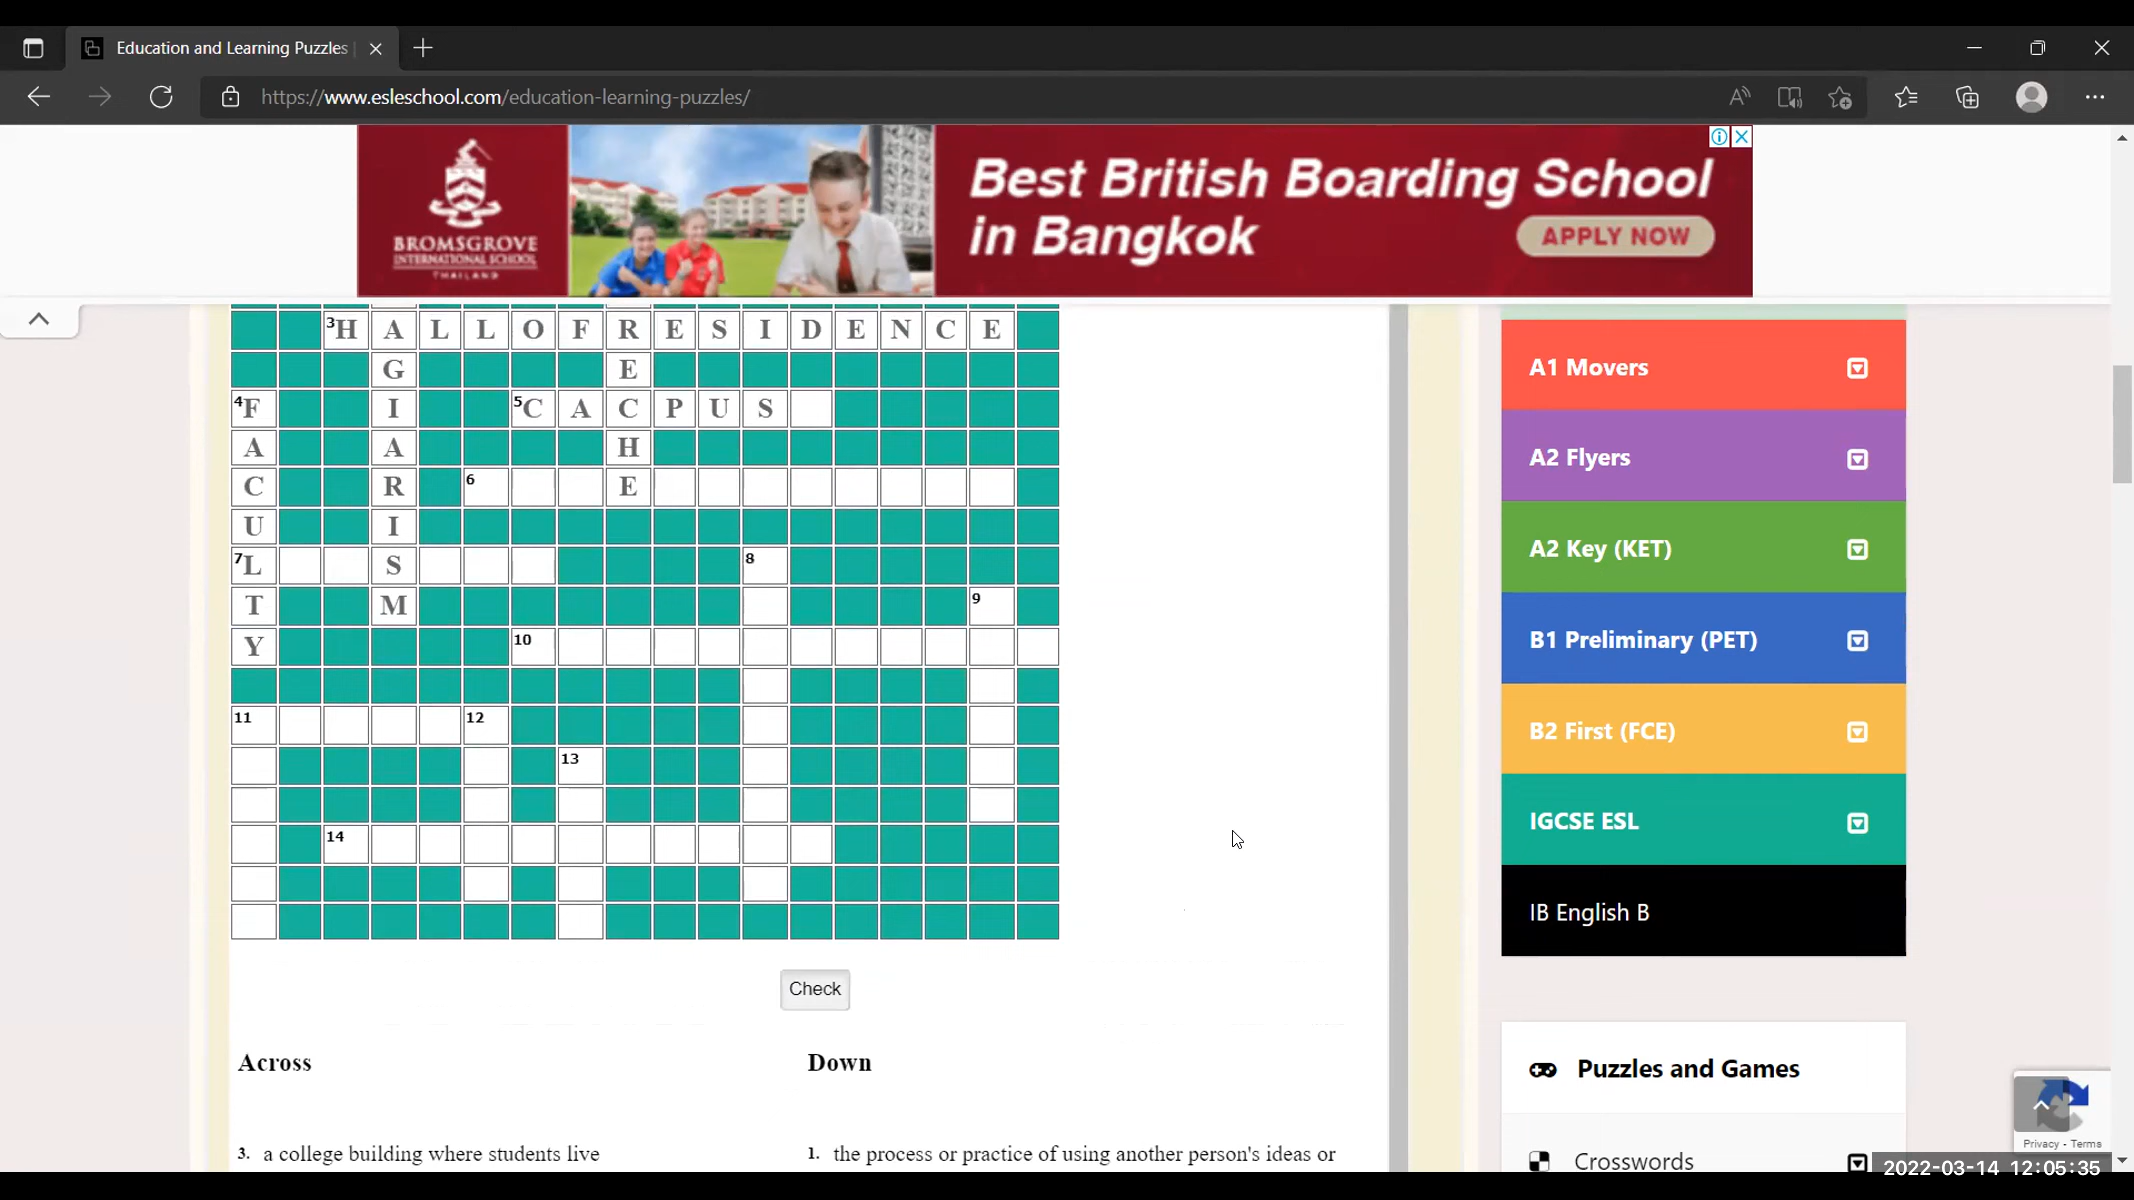 Education and Learning Puzzles |
https://www.esleschool.com/education-learning-puzzles/
BROMSGROVE
INTERNATIONAL SCHOOL
THAILAND
Best British Boarding School
in Bangkok
APPLY NOW
3 H A L L O F R E S I D E N C E
G E
4 F I 5 C A C P U S
A A H
C R 6 E
U I
7 L S 8
T M 9
Y 10
11 12
13
14
Check
Across
Down
3. a college building where students live
1. the process or practice of using another person's ideas or
A1 Movers
A2 Flyers
A2 Key (KET)
B1 Preliminary (PET)
B2 First (FCE)
IGCSE ESL
IB English B
Puzzles and Games
Crosswords
Privacy - Terms
2022-03-14 12:05:35